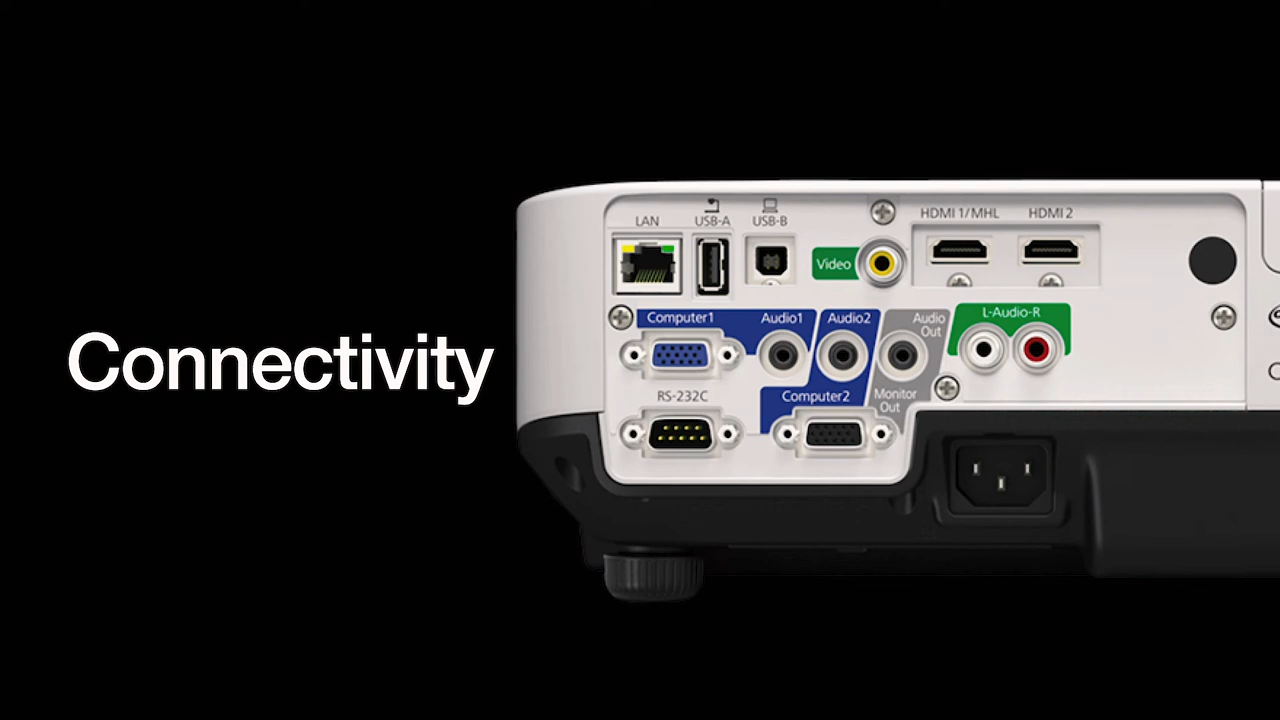 Connectivity
LAN
USB-A
USB-B
HDMI 1/MHL
HDMI 2
Video
Computer1
Audio1
Audio2
Audio
Out
L-Audio-R
RS-232C
Computer2
Monitor
Out